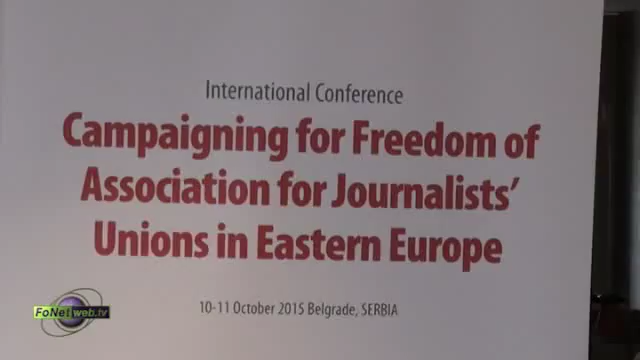 International Conference
Campaigning for Freedom of
Association for Journalists’
Unions in Eastern Europe
10-11 October 2015 Belgrade, SERBIA
FoNet web.tv